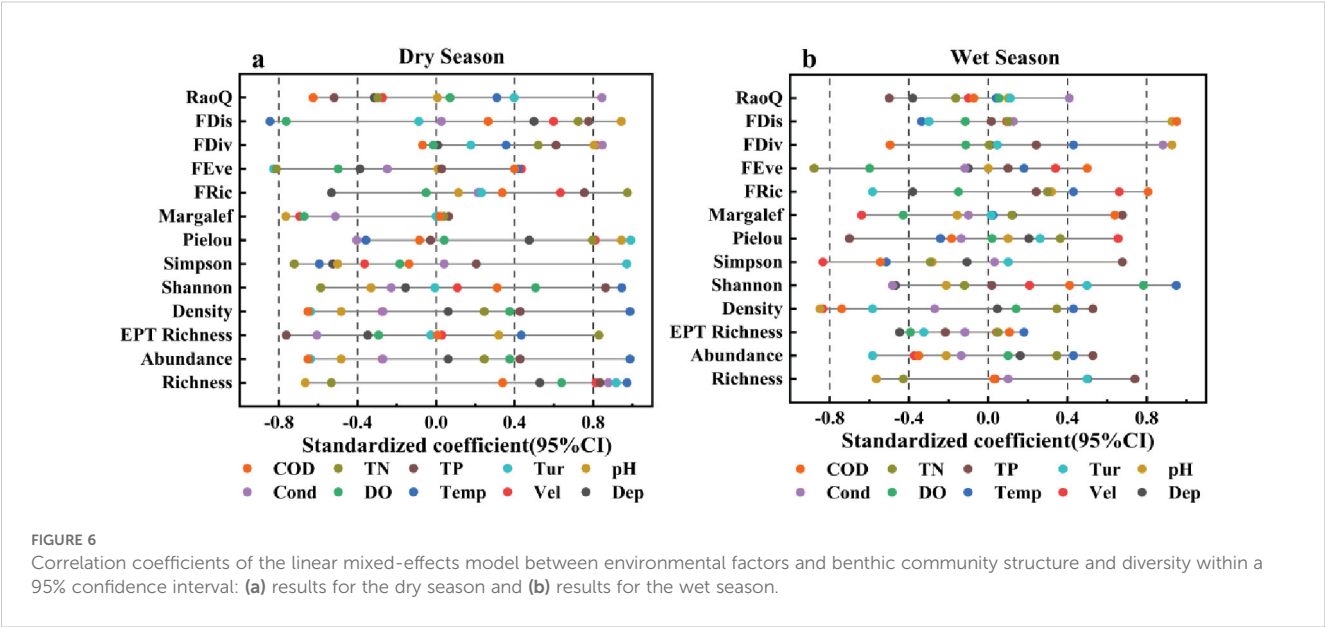 a
Dry Season
RaoQ
FDis
FDiv
FEve
FRic
Margalef
Pielou
Simpson
Shannon
Density
EPT Richness
Abundance
Richness
-0.8 -0.4 0.0 0.4 0.8
Standardized coefficient(95%CI)
COD TN TP Tur pH
Cond DO Temp Vel Dep
b
Wet Season
RaoQ
FDis
FDiv
FEve
FRic
Margalef
Pielou
Simpson
Shannon
Density
EPT Richness
Abundance
Richness
-0.8 -0.4 0.0 0.4 0.8
Standardized coefficient(95%CI)
COD TN TP Tur pH
Cond DO Temp Vel Dep
FIGURE 6
Correlation coefficients of the linear mixed-effects model between environmental factors and benthic community structure and diversity within a
95% confidence interval: (a) results for the dry season and (b) results for the wet season.